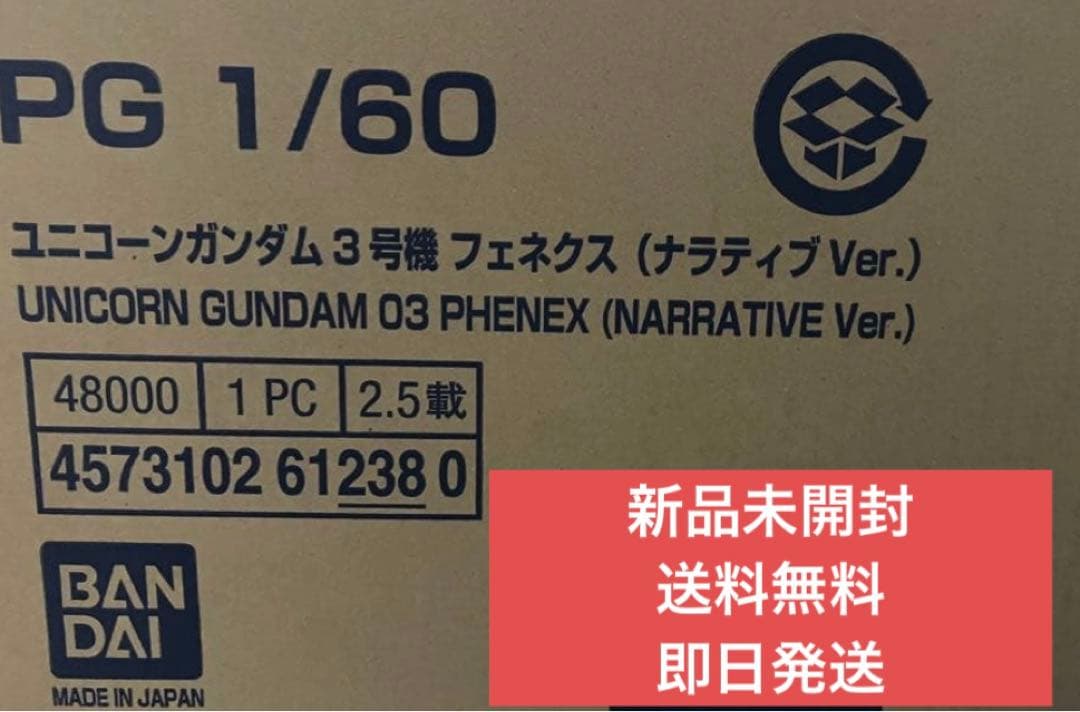 PG 1/60
ユニコーンガンダム3号機 フェネクス（ナラティブVer.）
UNICORN GUNDAM 03 PHENEX (NARRATIVE Ver.)
48000 1 PC 2.5載
4573102 61238 0
BAN
DAI
MADE IN JAPAN
新品未開封
送料無料
即日発送